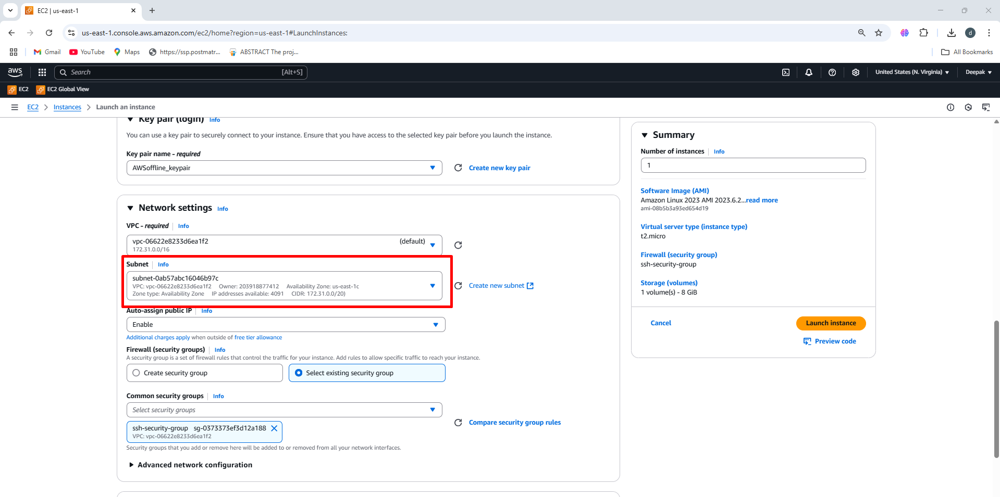 EC2 | us-east-1
us-east-1.console.aws.amazon.com/ec2/home?region=us-east-1#LaunchInstances:
d
Gmail YouTube Maps https://ssp.postmatr... ABSTRACT The proj... All Bookmarks
aws Search [Alt+S] United States (N. Virginia) Deepak
EC2 EC2 Global View
EC2 Instances Launch an instance
Key pair (login) Info
You can use a key pair to securely connect to your instance. Ensure that you have access to the selected key pair before you launch the instance.
Key pair name - required
AWSoffline_keypair Create new key pair
Network settings Info
VPC - required Info
vpc-06622e8233d6ea1f2 (default)
172.31.0.0/16
Subnet Info
subnet-0ab57abc16046b97c
VPC: vpc-06622e8233d6ea1f2 Owner: 203918877412 Availability Zone: us-east-1c
Zone type: Availability Zone IP addresses available: 4091 CIDR: 172.31.0.0/20)
Create new subnet
Auto-assign public IP Info
Enable
Additional charges apply when outside of free tier allowance
Firewall (security groups) Info
A security group is a set of firewall rules that control the traffic for your instance. Add rules to allow specific traffic to reach your instance.
Create security group Select existing security group
Common security groups Info
Select security groups
Compare security group rules
ssh-security-group sg-0373373ef3d12a188
VPC: vpc-06622e8233d6ea1f2
Security groups that you add or remove here will be added to or removed from all your network interfaces.
Advanced network configuration
Summary
Number of instances Info
1
Software Image (AMI)
Amazon Linux 2023 AMI 2023.6.2...read more
ami-08b5b3a93ed654d19
Virtual server type (instance type)
t2.micro
Firewall (security group)
ssh-security-group
Storage (volumes)
1 volume(s) - 8 GiB
Cancel Launch instance
Preview code